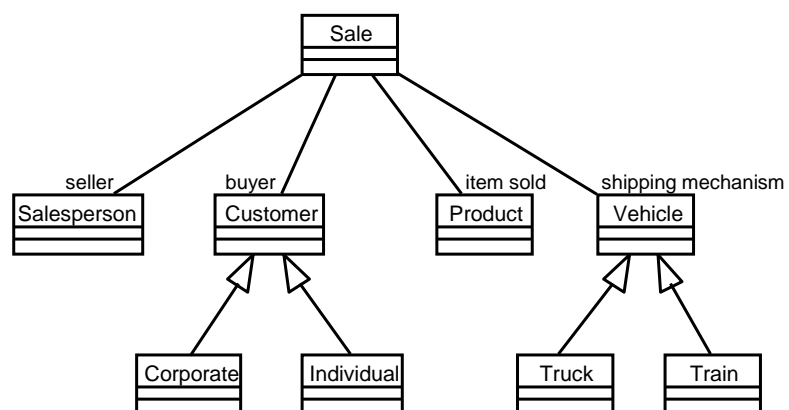 Sale
seller
buyer
item sold
shipping mechanism
Salesperson
Customer
Product
Vehicle
Corporate
Individual
Truck
Train